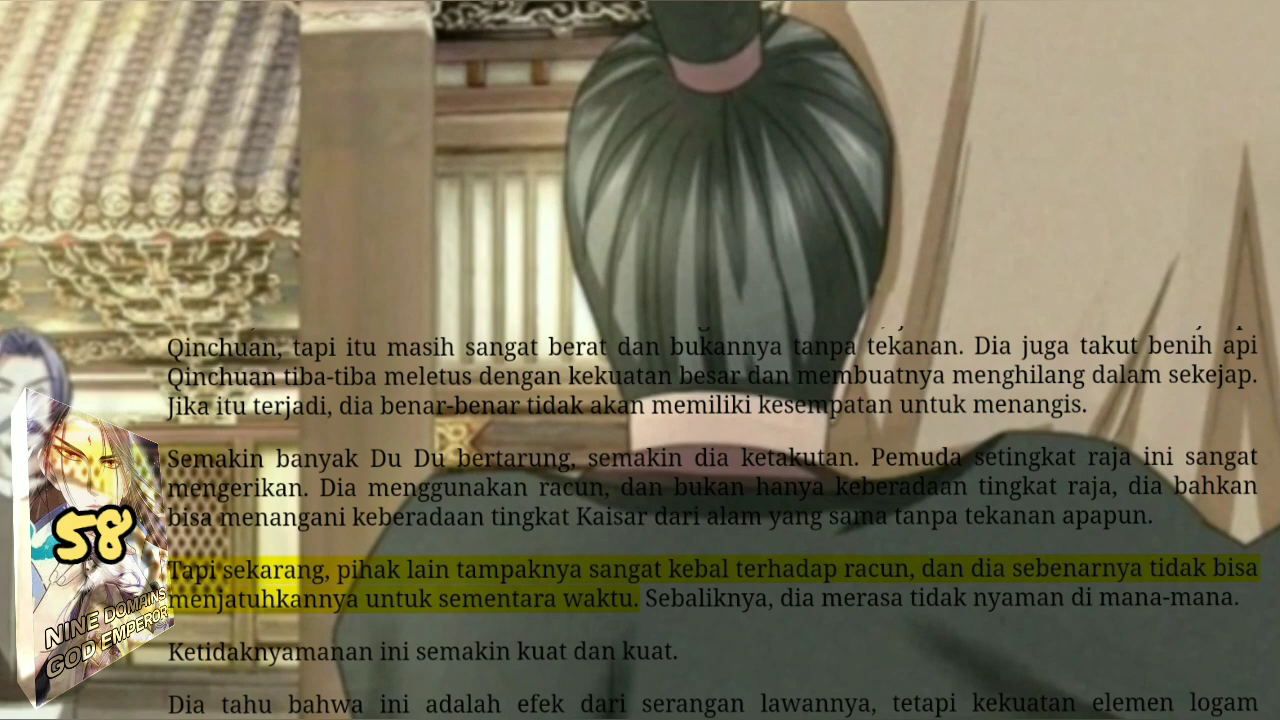 Qinchuan, tapi itu masih sangat berat dan bukannya tanpa tekanan. Dia juga takut benih api
Qinchuan tiba-tiba meletus dengan kekuatan besar dan membuatnya menghilang dalam sekejap.
Jika itu terjadi, dia benar-benar tidak akan memiliki kesempatan untuk menangis.
Semakin banyak Du Du bertarung, semakin dia ketakutan. Pemuda setingkat raja ini sangat
mengerikan. Dia menggunakan racun, dan bukan hanya keberadaan tingkat raja, dia bahkan
bisa menangani keberadaan tingkat Kaisar dari alam yang sama tanpa tekanan apapun.
Tapi sekarang, pihak lain tampaknya sangat kebal terhadap racun, dan dia sebenarnya tidak bisa
menjatuhkannya untuk sementara waktu. Sebaliknya, dia merasa tidak nyaman di mana-mana.
Ketidaknyamanan ini semakin kuat dan kuat.
Dia tahu bahwa ini adalah efek dari serangan lawannya, tetapi kekuatan elemen logam
58
NINE DOMAINS
GOD EMPEROR